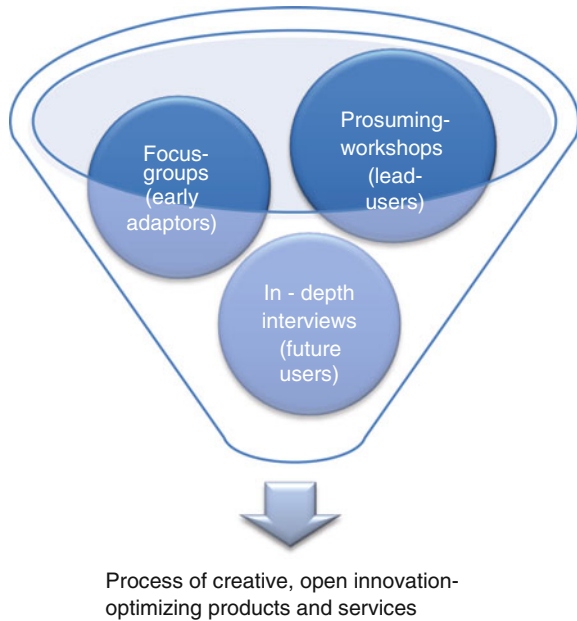 Focus-
groups
(early
adaptors)
Prosuming-
workshops
(lead-
users)
In - depth
interviews
(future
users)
Process of creative, open innovation-
optimizing products and services